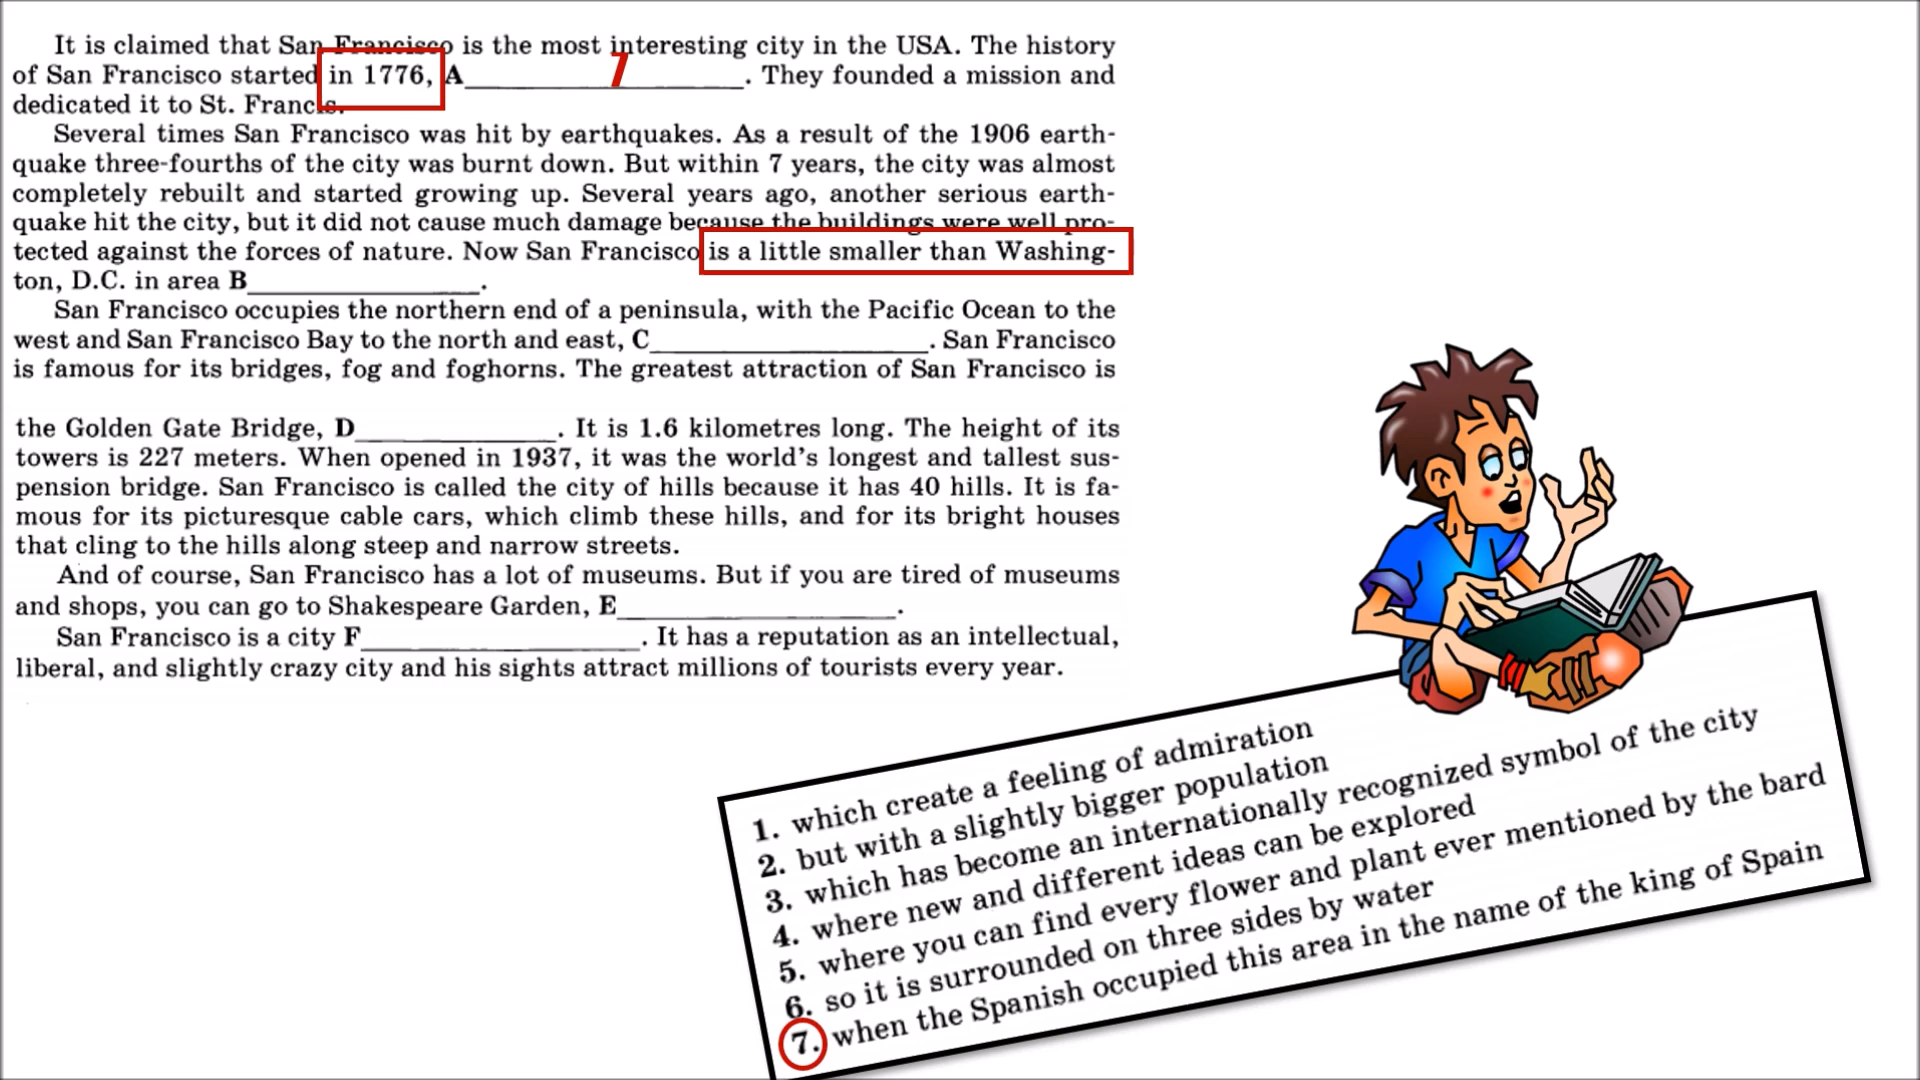 It is claimed that San Francisco is the most interesting city in the USA. The history
of San Francisco started in 1776, A____________________. They founded a mission and
dedicated it to St. Francis.
Several times San Francisco was hit by earthquakes. As a result of the 1906 earth-
quake three-fourths of the city was burnt down. But within 7 years, the city was almost
completely rebuilt and started growing up. Several years ago, another serious earth-
quake hit the city, but it did not cause much damage because the buildings were well pro-
tected against the forces of nature. Now San Francisco is a little smaller than Washing-
ton, D.C. in area B________________.
San Francisco occupies the northern end of a peninsula, with the Pacific Ocean to the
west and San Francisco Bay to the north and east, C____________________. San Francisco
is famous for its bridges, fog and foghorns. The greatest attraction of San Francisco is
the Golden Gate Bridge, D______________. It is 1.6 kilometres long. The height of its
towers is 227 meters. When opened in 1937, it was the world's longest and tallest sus-
pension bridge. San Francisco is called the city of hills because it has 40 hills. It is fa-
mous for its picturesque cable cars, which climb these hills, and for its bright houses
that cling to the hills along steep and narrow streets.
And of course, San Francisco has a lot of museums. But if you are tired of museums
and shops, you can go to Shakespeare Garden, E____________________.
San Francisco is a city F____________________. It has a reputation as an intellectual,
liberal, and slightly crazy city and his sights attract millions of tourists every year.
7
1. which create a feeling of admiration
2. but with a slightly bigger population
3. which has become an internationally recognized symbol of the city
4. where new and different ideas can be explored
5. where you can find every flower and plant ever mentioned by the bard
6. so it is surrounded on three sides by water
7. when the Spanish occupied this area in the name of the king of Spain